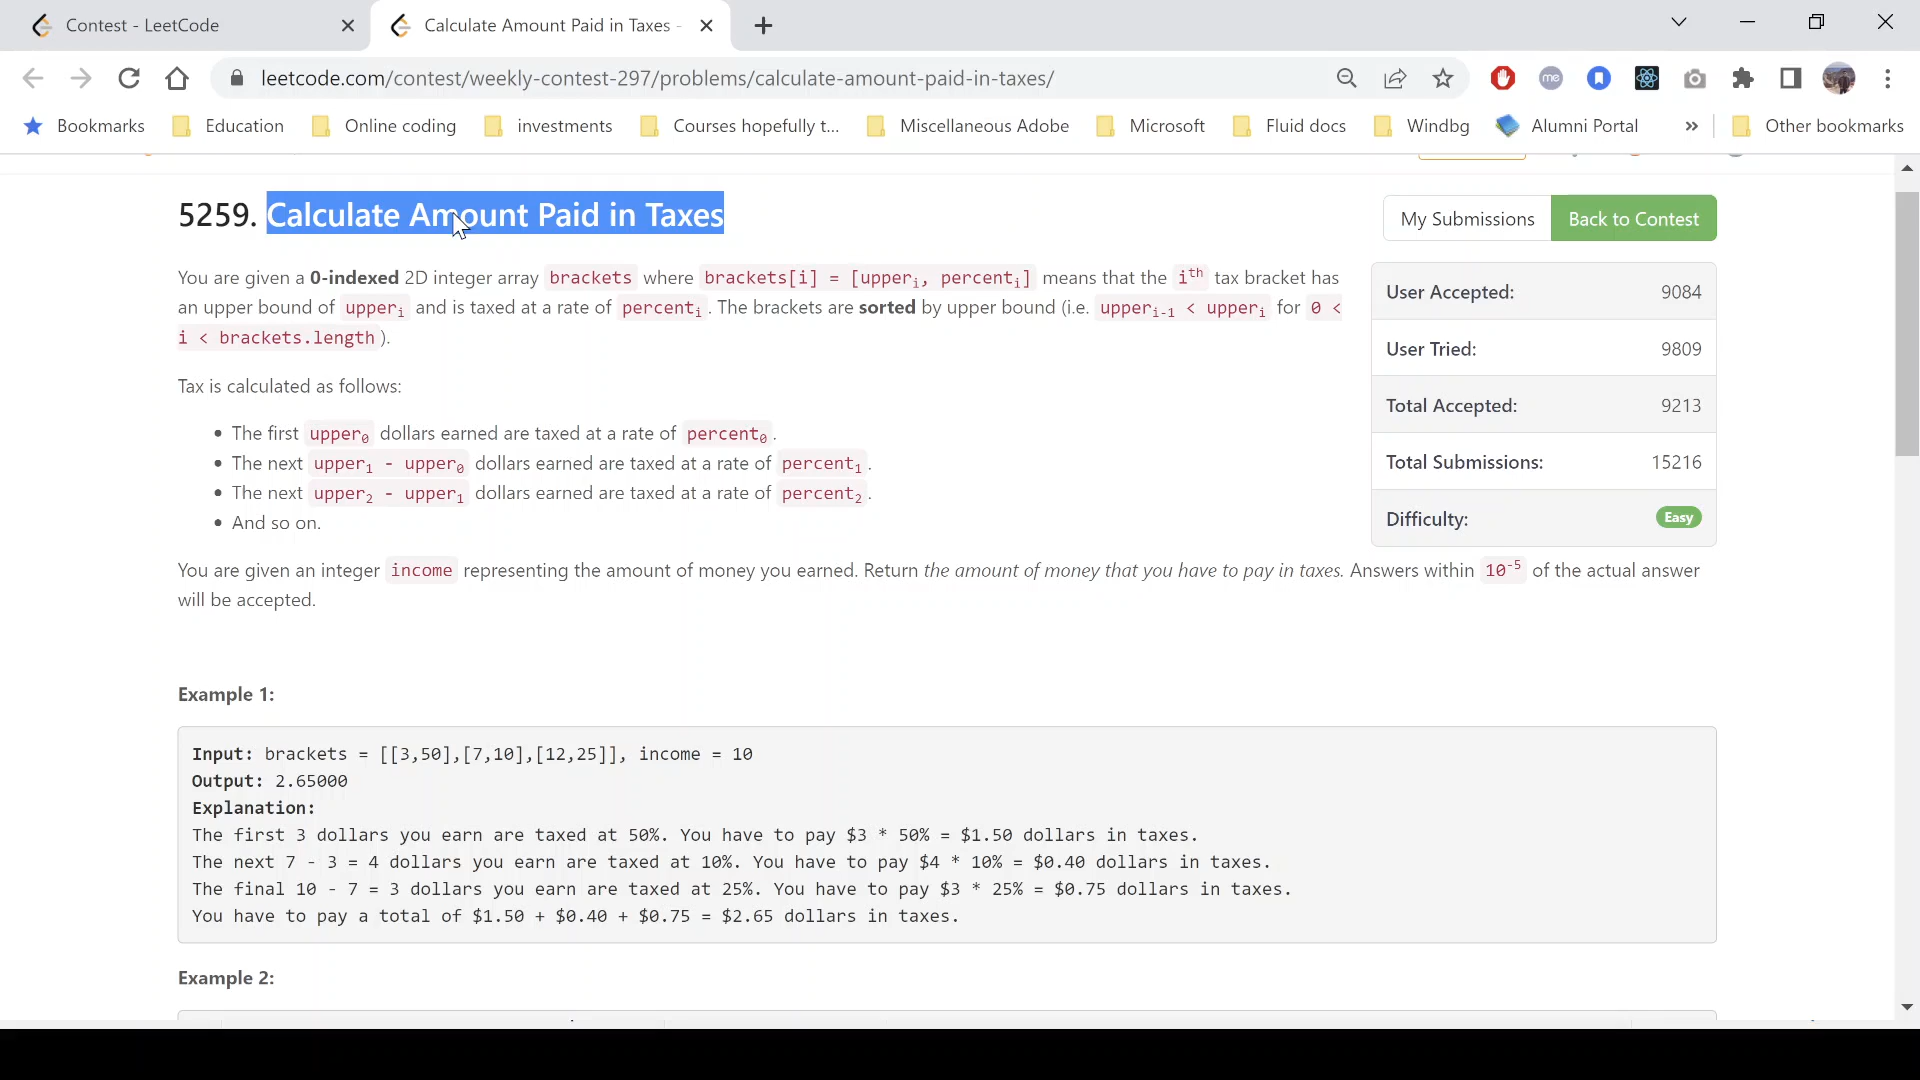 Contest - LeetCode
Calculate Amount Paid in Taxes -
leetcode.com/contest/weekly-contest-297/problems/calculate-amount-paid-in-taxes/
me
Bookmarks Education Online coding investments Courses hopefully t... Miscellaneous Adobe Microsoft Fluid docs Windbg Alumni Portal » Other bookmarks
5259. Calculate Amount Paid in Taxes
My Submissions Back to Contest
You are given a 0-indexed 2D integer array brackets where brackets[i] = [upperᵢ, percentᵢ] means that the iᵗʰ tax bracket has
an upper bound of upperᵢ and is taxed at a rate of percentᵢ. The brackets are sorted by upper bound (i.e. upperᵢ₋₁ < upperᵢ for 0 <
i < brackets.length).
User Accepted: 9084
User Tried: 9809
Total Accepted: 9213
Total Submissions: 15216
Difficulty: Easy
Tax is calculated as follows:
• The first upper₀ dollars earned are taxed at a rate of percent₀.
• The next upper₁ - upper₀ dollars earned are taxed at a rate of percent₁.
• The next upper₂ - upper₁ dollars earned are taxed at a rate of percent₂.
• And so on.
You are given an integer income representing the amount of money you earned. Return the amount of money that you have to pay in taxes. Answers within 10⁻⁵ of the actual answer
will be accepted.
Example 1:
Input: brackets = [[3,50],[7,10],[12,25]], income = 10
Output: 2.65000
Explanation:
The first 3 dollars you earn are taxed at 50%. You have to pay $3 * 50% = $1.50 dollars in taxes.
The next 7 - 3 = 4 dollars you earn are taxed at 10%. You have to pay $4 * 10% = $0.40 dollars in taxes.
The final 10 - 7 = 3 dollars you earn are taxed at 25%. You have to pay $3 * 25% = $0.75 dollars in taxes.
You have to pay a total of $1.50 + $0.40 + $0.75 = $2.65 dollars in taxes.
Example 2: